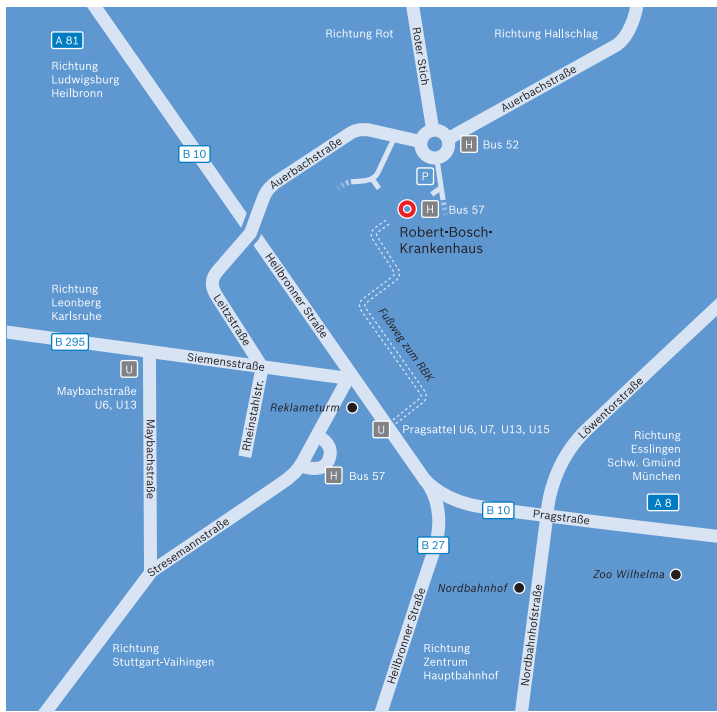 Richtung Rot
Roter Stich
Richtung Hallschlag
A 81
Richtung
Ludwigsburg
Heilbronn
Auerbachstraße
B 10
H Bus 52
Auerbachstraße
P
H Bus 57
Robert-Bosch-
Krankenhaus
Heilbronner Straße
Richtung
Leonberg
Karlsruhe
Leitzstraße
Fußweg zum RBK
B 295
Siemensstraße
U
Maybachstraße
U6, U13
Rheinstahlstr.
Reklameturm
Löwentorstraße
U Pragsattel U6, U7, U13, U15
Maybachstraße
Richtung
Esslingen
Schw. Gmünd
München
A 8
H Bus 57
B 10
Pragstraße
Stresemannstraße
B 27
Nordbahnhof
Zoo Wilhelma
Heilbronner Straße
Nordbahnhofstraße
Richtung
Stuttgart-Vaihingen
Richtung
Zentrum
Hauptbahnhof